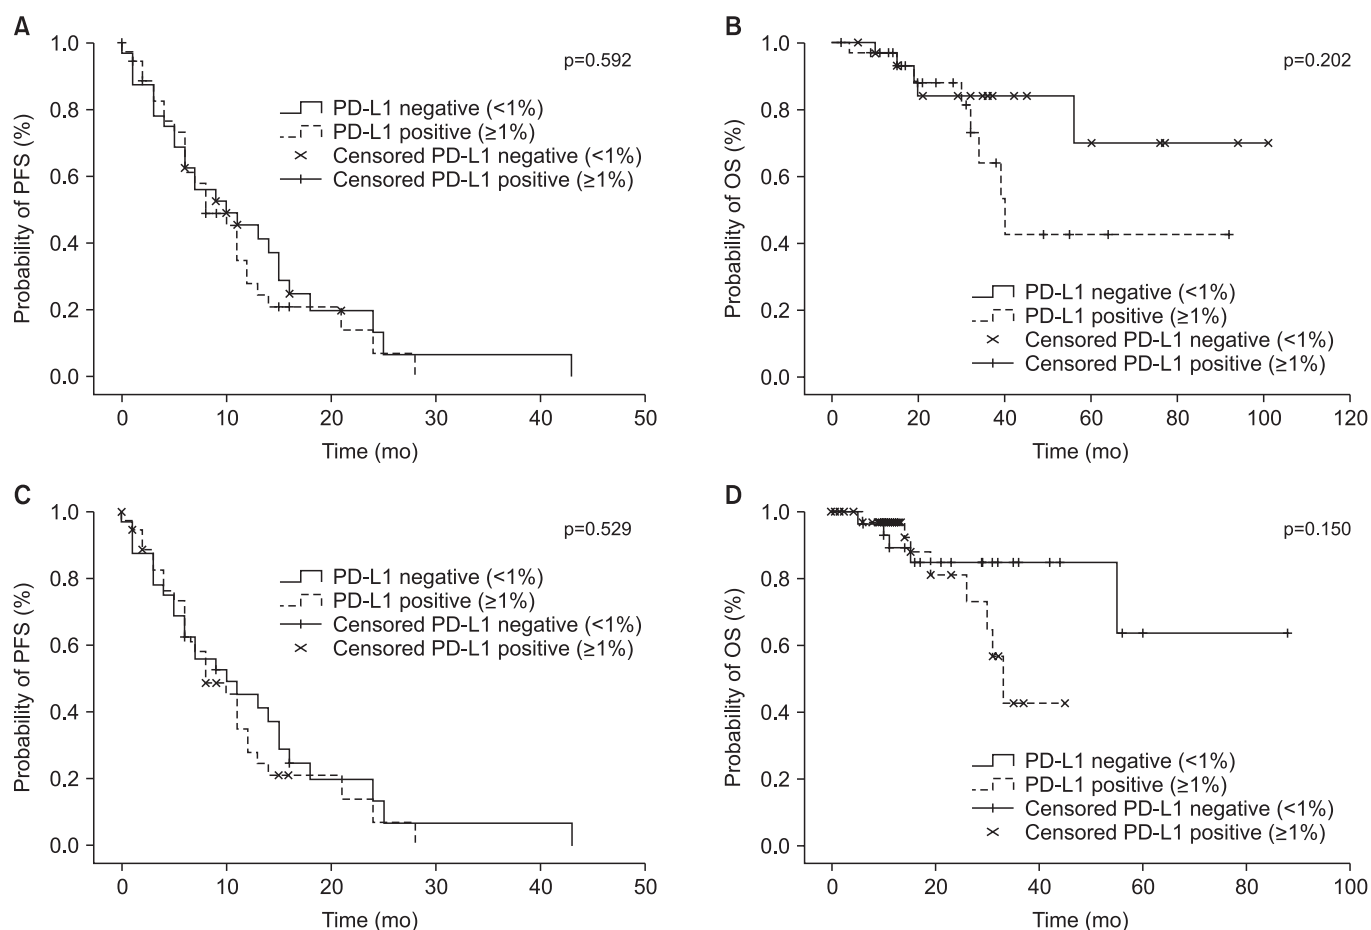 A
Probability of PFS (%)
1.0
0.8
0.6
0.4
0.2
0.0
p=0.592
PD-L1 negative (<1%)
PD-L1 positive (≥1%)
Censored PD-L1 negative (<1%)
Censored PD-L1 positive (≥1%)
0 10 20 30 40 50
Time (mo)
B
Probability of OS (%)
1.0
0.8
0.6
0.4
0.2
0.0
p=0.202
PD-L1 negative (<1%)
PD-L1 positive (≥1%)
Censored PD-L1 negative (<1%)
Censored PD-L1 positive (≥1%)
0 20 40 60 80 100 120
Time (mo)
C
Probability of PFS (%)
1.0
0.8
0.6
0.4
0.2
0.0
p=0.529
PD-L1 negative (<1%)
PD-L1 positive (≥1%)
Censored PD-L1 negative (<1%)
Censored PD-L1 positive (≥1%)
0 10 20 30 40 50
Time (mo)
D
Probability of OS (%)
1.0
0.8
0.6
0.4
0.2
0.0
p=0.150
PD-L1 negative (<1%)
PD-L1 positive (≥1%)
Censored PD-L1 negative (<1%)
Censored PD-L1 positive (≥1%)
0 20 40 60 80 100
Time (mo)